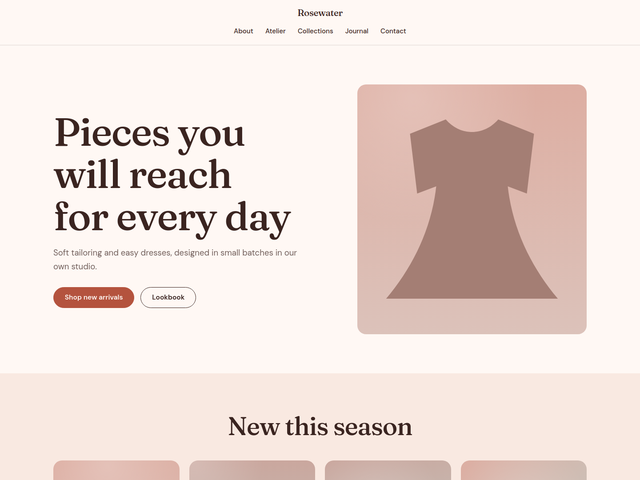 Rosewater
About Atelier Collections Journal Contact
Pieces you
will reach
for every day
Soft tailoring and easy dresses, designed in small batches in our
own studio.
Shop new arrivals Lookbook
New this season